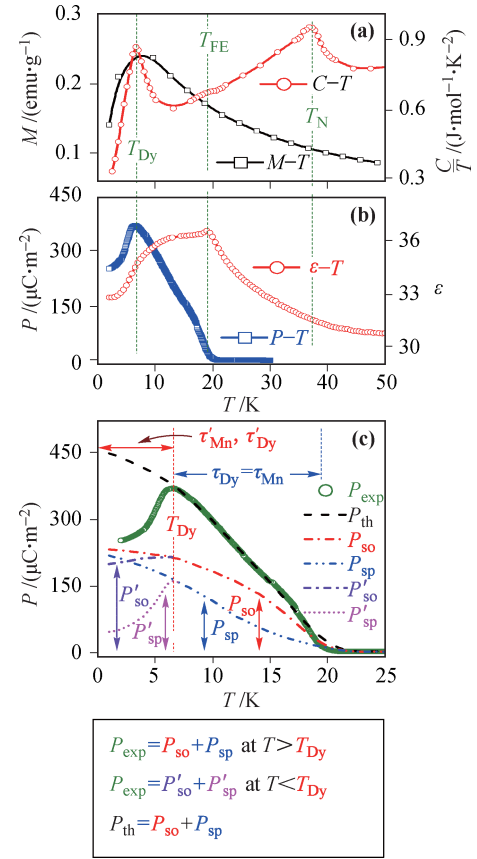 (a)
0.3
0.2
0.1
M /(emu·g⁻¹)
T_FE
C–T
T_Dy
T_N
M–T
0.9
0.6
0.3
C/T /(J·mol⁻¹·K⁻²)
(b)
450
300
150
0
P /(μC·m⁻²)
ε–T
P–T
36
33
30
ε
0 10 20 30 40 50
T /K
(c)
450
300
150
0
P /(μC·m⁻²)
τ′_Mn, τ′_Dy
τ_Dy=τ_Mn
T_Dy
P_exp
P_th
P_so
P_sp
P′_so
P′_sp
P′_so
P′_sp
P_sp
P_so
0 5 10 15 20 25
T /K
P_exp=P_so+P_sp at T>T_Dy
P_exp=P′_so+P′_sp at T<T_Dy
P_th=P_so+P_sp